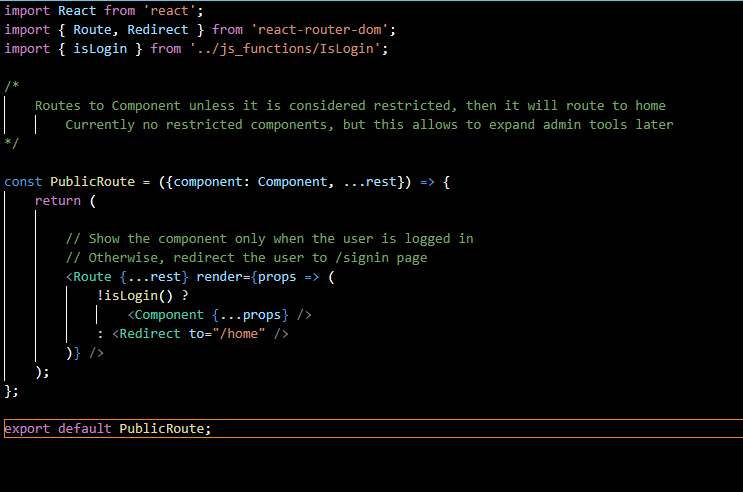 import React from 'react';
import { Route, Redirect } from 'react-router-dom';
import { isLogin } from '../js_functions/IsLogin';
/*
Routes to Component unless it is considered restricted, then it will route to home
Currently no restricted components, but this allows to expand admin tools later
*/
const PublicRoute = ({component: Component, ...rest}) => {
return (
// Show the component only when the user is logged in
// Otherwise, redirect the user to /signin page
<Route {...rest} render={props => (
!isLogin() ?
<Component {...props} />
: <Redirect to="/home" />
)} />
);
};
export default PublicRoute;